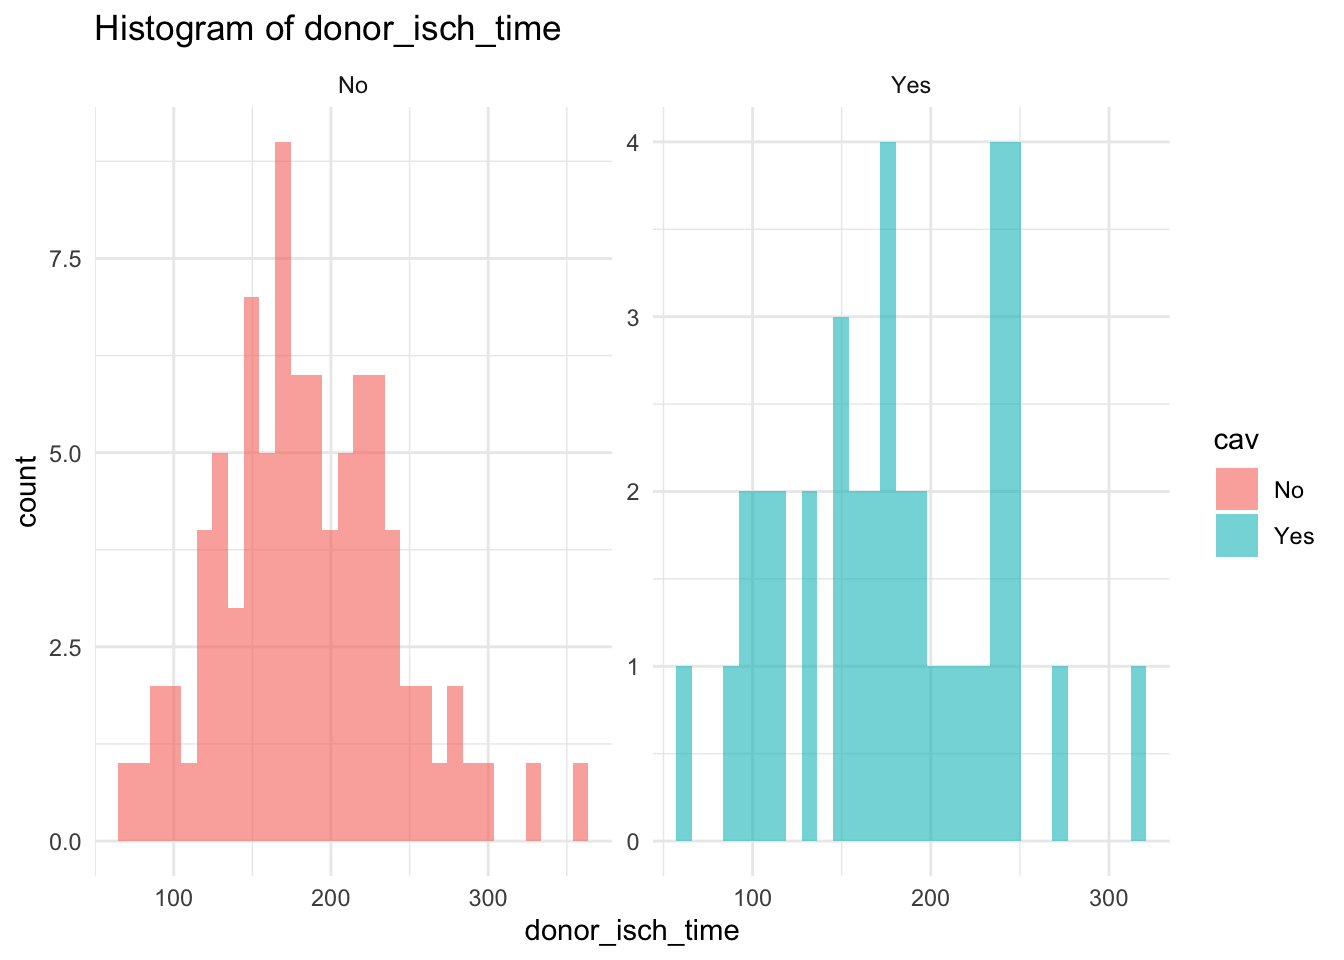 Histogram of donor_isch_time
No
Yes
count
7.5
5.0
2.5
0.0
4
3
2
1
0
100
200
300
100
200
300
donor_isch_time
cav
No
Yes